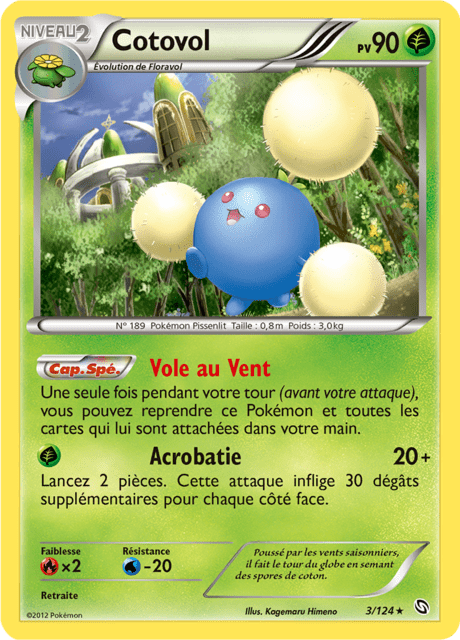 NIVEAU2 Cotovol PV90
Évolution de Floravol
N° 189 Pokémon Pissenlit Taille : 0,8m Poids : 3,0kg
Cap. Spé. Vole au Vent
Une seule fois pendant votre tour (avant votre attaque),
vous pouvez reprendre ce Pokémon et toutes les
cartes qui lui sont attachées dans votre main.
Acrobatie 20+
Lancez 2 pièces. Cette attaque inflige 30 dégâts
supplémentaires pour chaque côté face.
Faiblesse Résistance
×2 -20
Retraite
Poussé par les vents saisonniers,
il fait le tour du globe en semant
des spores de coton.
©2012 Pokémon Illus. Kagemaru Himeno 3/124 ★